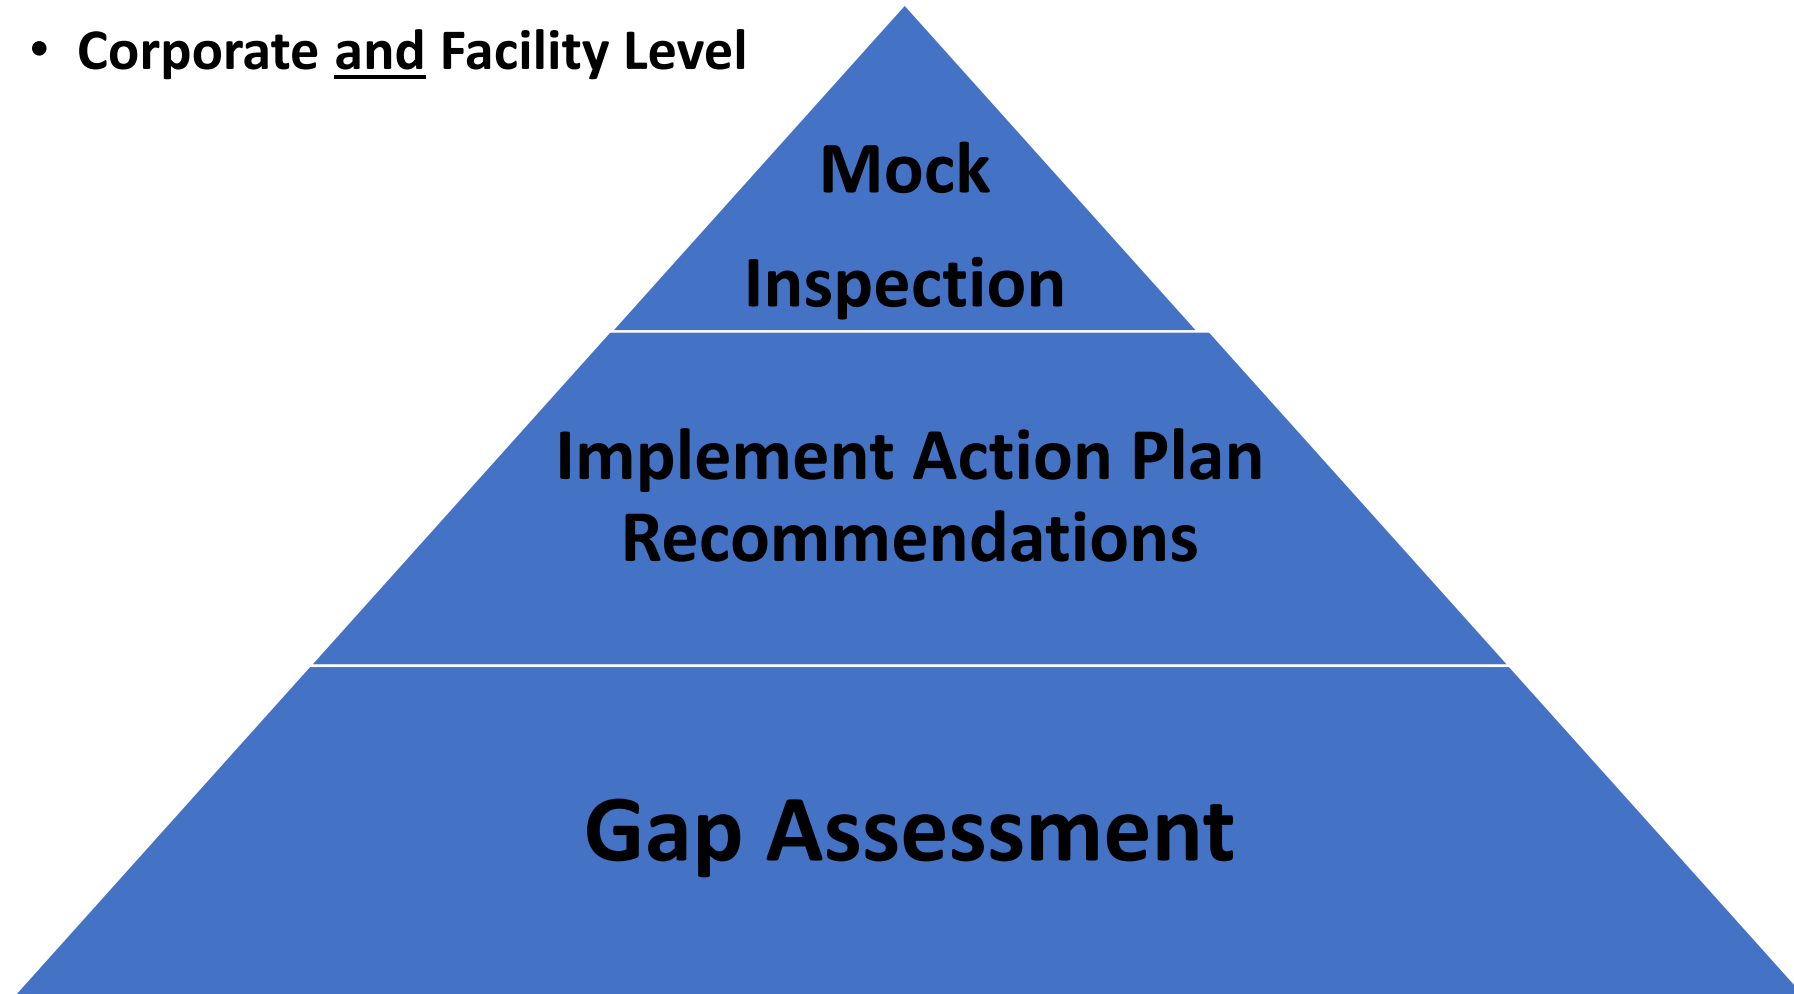 • Corporate and Facility Level
Mock
Inspection
Implement Action Plan
Recommendations
Gap Assessment